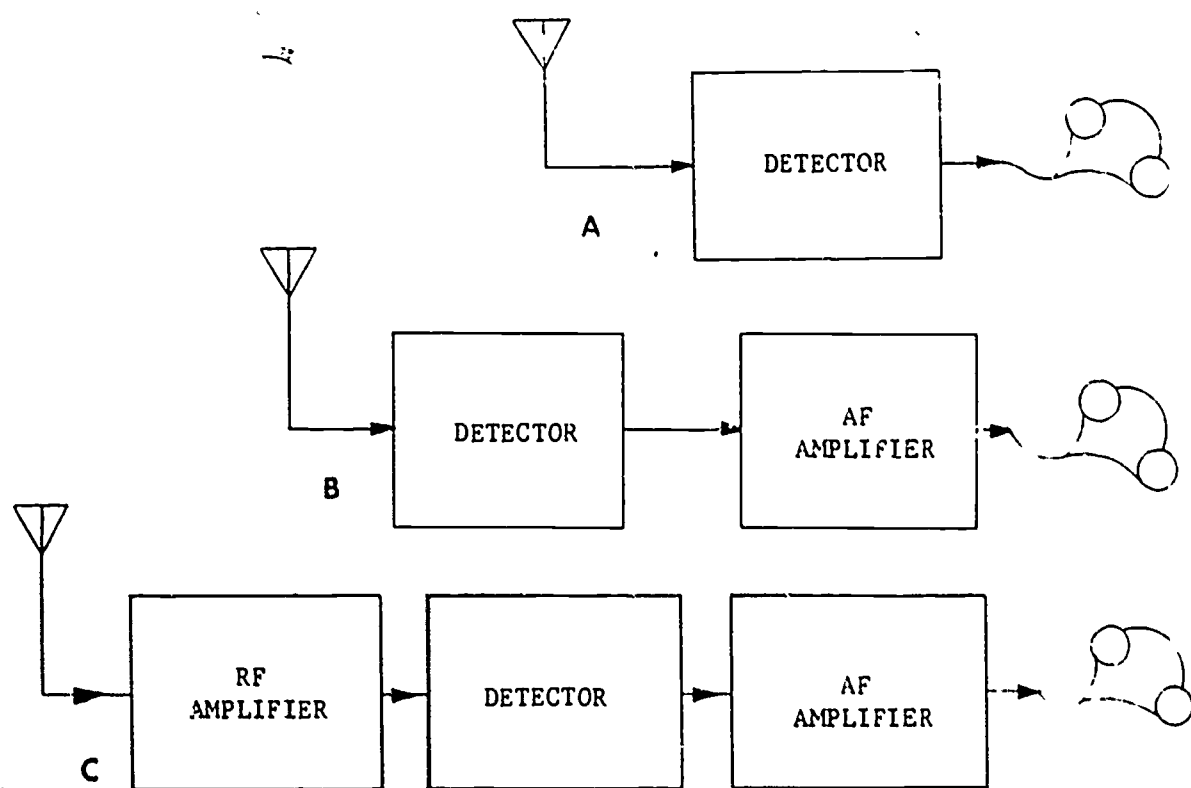 DETECTOR
A
DETECTOR
AF
AMPLIFIER
B
RF
AMPLIFIER
DETECTOR
AF
AMPLIFIER
C